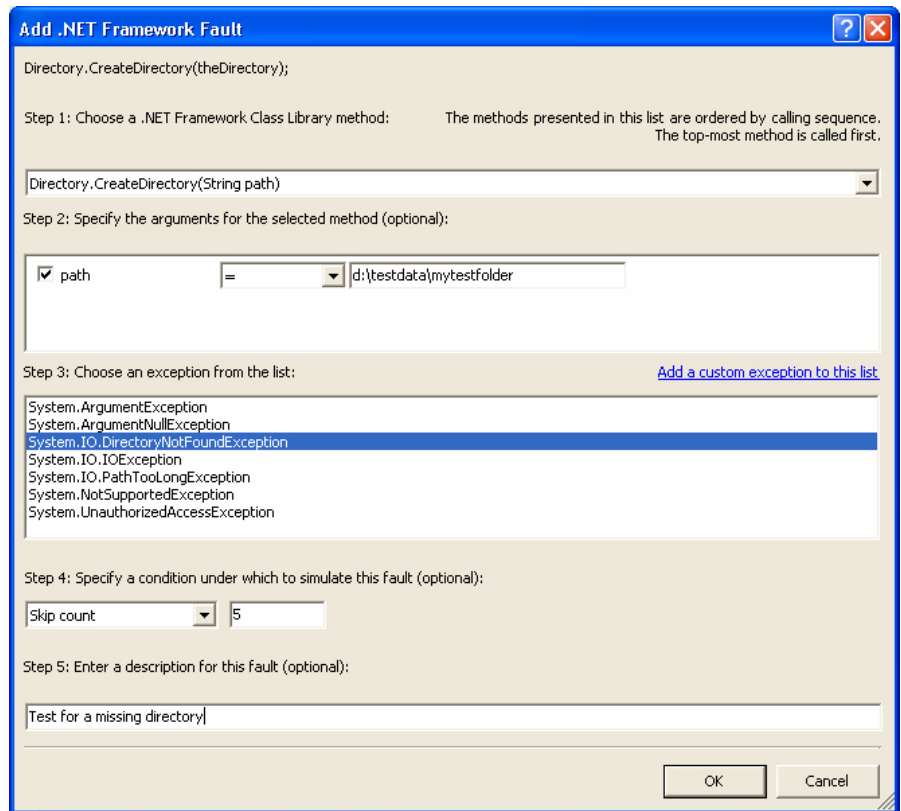 Add .NET Framework Fault
Directory.CreateDirectory(theDirectory);
Step 1: Choose a .NET Framework Class Library method:
The methods presented in this list are ordered by calling sequence.
The top-most method is called first.
Directory.CreateDirectory(String path)
Step 2: Specify the arguments for the selected method (optional):
path = d:\testdata\mytestfolder
Step 3: Choose an exception from the list:
Add a custom exception to this list
System.ArgumentException
System.ArgumentNullException
System.IO.DirectoryNotFoundException
System.IO.IOException
System.IO.PathTooLongException
System.NotSupportedException
System.UnauthorizedAccessException
Step 4: Specify a condition under which to simulate this fault (optional):
Skip count 5
Step 5: Enter a description for this fault (optional):
Test for a missing directory
OK Cancel